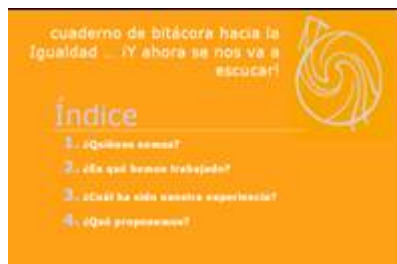 cuaderno de bitácora hacia la
Igualdad ... ¡Y ahora se nos va a
escucar!
Índice
1. ¿Quiénes somos?
2. ¿En qué hemos trabajado?
3. ¿Cuál ha sido nuestra experiencia?
4. ¿Qué proponemos?